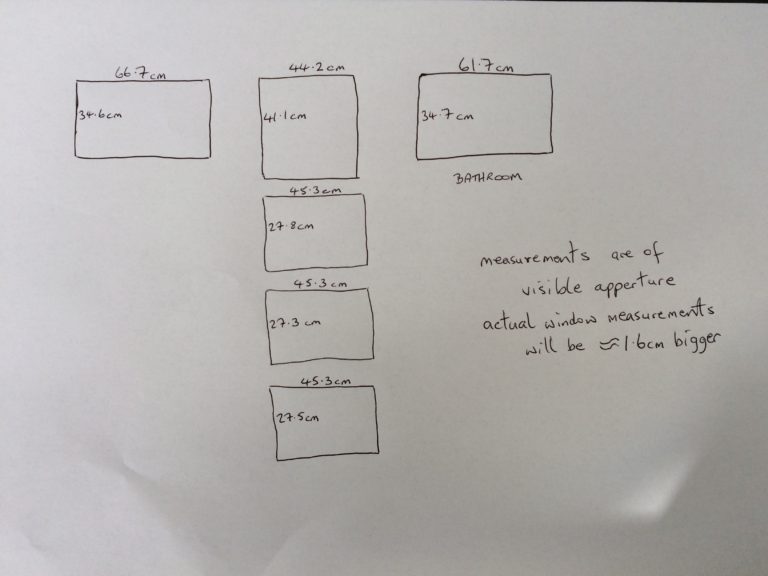 66.7cm
34.6cm
44.2cm
41.1cm
61.7cm
34.7cm
BATHROOM
45.3cm
27.8cm
45.3cm
27.3cm
45.3cm
27.5cm
measurements are of
visible apperture
actual window measurements
will be ≈1.6cm bigger